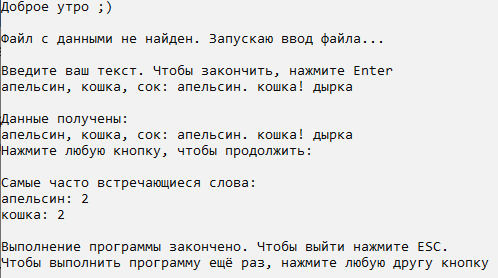 Доброе утро ;)
Файл с данными не найден. Запускаю ввод файла...
Введите ваш текст. Чтобы закончить, нажмите Enter
апельсин, кошка, сок: апельсин. кошка! дырка
Данные получены:
апельсин, кошка, сок: апельсин. кошка! дырка
Нажмите любую кнопку, чтобы продолжить:
Самые часто встречающиеся слова:
апельсин: 2
кошка: 2
Выполнение программы закончено. Чтобы выйти нажмите ESC.
Чтобы выполнить программу ещё раз, нажмите любую другу кнопку